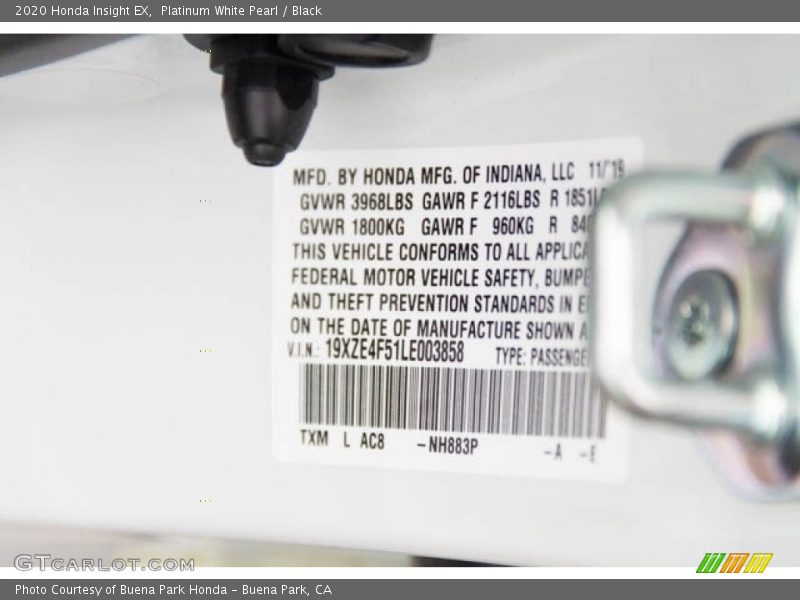 2020 Honda Insight EX, Platinum White Pearl / Black
MFD. BY HONDA MFG. OF INDIANA, LLC 11/19
GVWR 3968LBS GAWR F 2116LBS R 1851L
GVWR 1800KG GAWR F 960KG R 840
THIS VEHICLE CONFORMS TO ALL APPLICA
FEDERAL MOTOR VEHICLE SAFETY, BUMPE
AND THEFT PREVENTION STANDARDS IN E
ON THE DATE OF MANUFACTURE SHOWN A
V.I.N.: 19XZE4F51LE003858 TYPE: PASSENGE
TXM L AC8 -NH883P -A -E
GTCARLOT.COM
Photo Courtesy of Buena Park Honda - Buena Park, CA